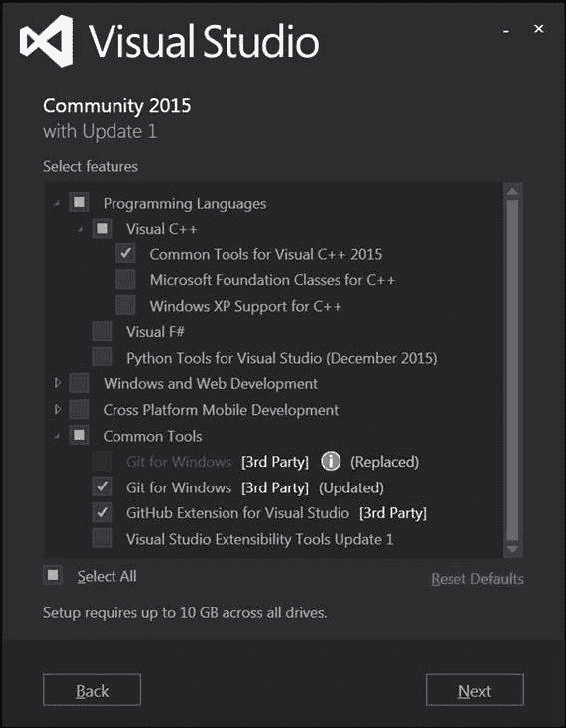 Visual Studio
Community 2015
with Update 1
Select features
Programming Languages
Visual C++
Common Tools for Visual C++ 2015
Microsoft Foundation Classes for C++
Windows XP Support for C++
Visual F#
Python Tools for Visual Studio (December 2015)
Windows and Web Development
Cross Platform Mobile Development
Common Tools
Git for Windows [3rd Party] (Replaced)
Git for Windows [3rd Party] (Updated)
GitHub Extension for Visual Studio [3rd Party]
Visual Studio Extensibility Tools Update 1
Select All Reset Defaults
Setup requires up to 10 GB across all drives.
Back Next